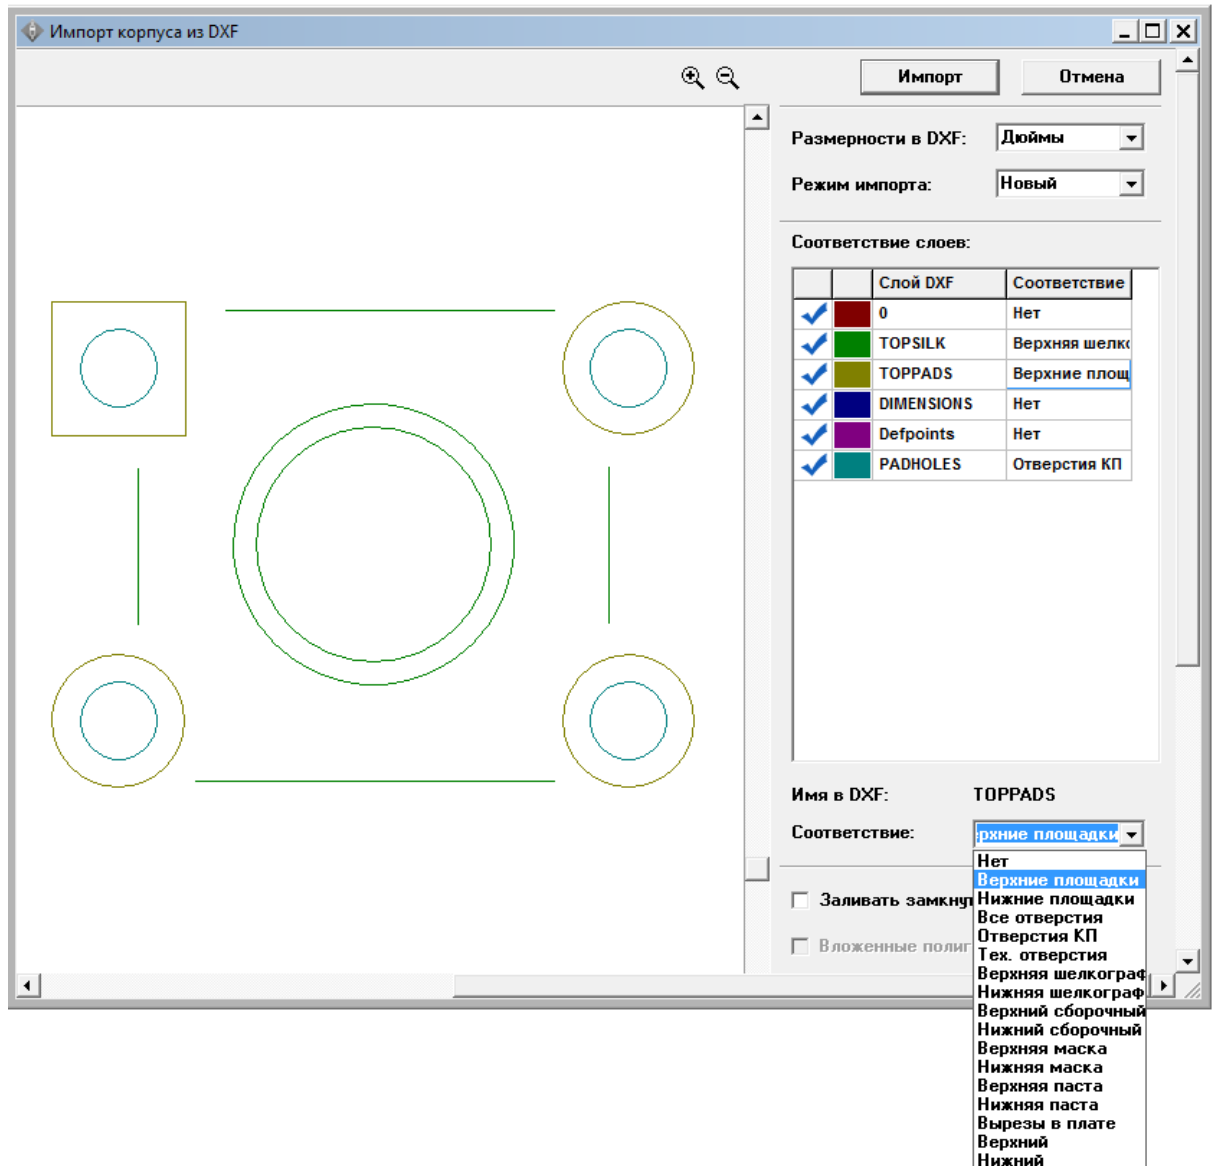 Импорт корпуса из DXF
Импорт Отмена
Размерности в DXF: Дюймы
Режим импорта: Новый
Соответствие слоев:
Слой DXF Соответствие
0 Нет
TOPSILK Верхняя шелк
TOPPADS Верхние площ
DIMENSIONS Нет
Defpoints Нет
PADHOLES Отверстия КП
Имя в DXF: TOPPADS
Соответствие: рхние площадки
Нет
Верхние площадки
Заливать замкну
Нижние площадки
Все отверстия
Отверстия КП
Вложенные полиг
Тех. отверстия
Верхняя шелкограф
Нижняя шелкограф
Верхний сборочный
Нижний сборочный
Верхняя маска
Нижняя маска
Верхняя паста
Нижняя паста
Вырезы в плате
Верхний
Нижний